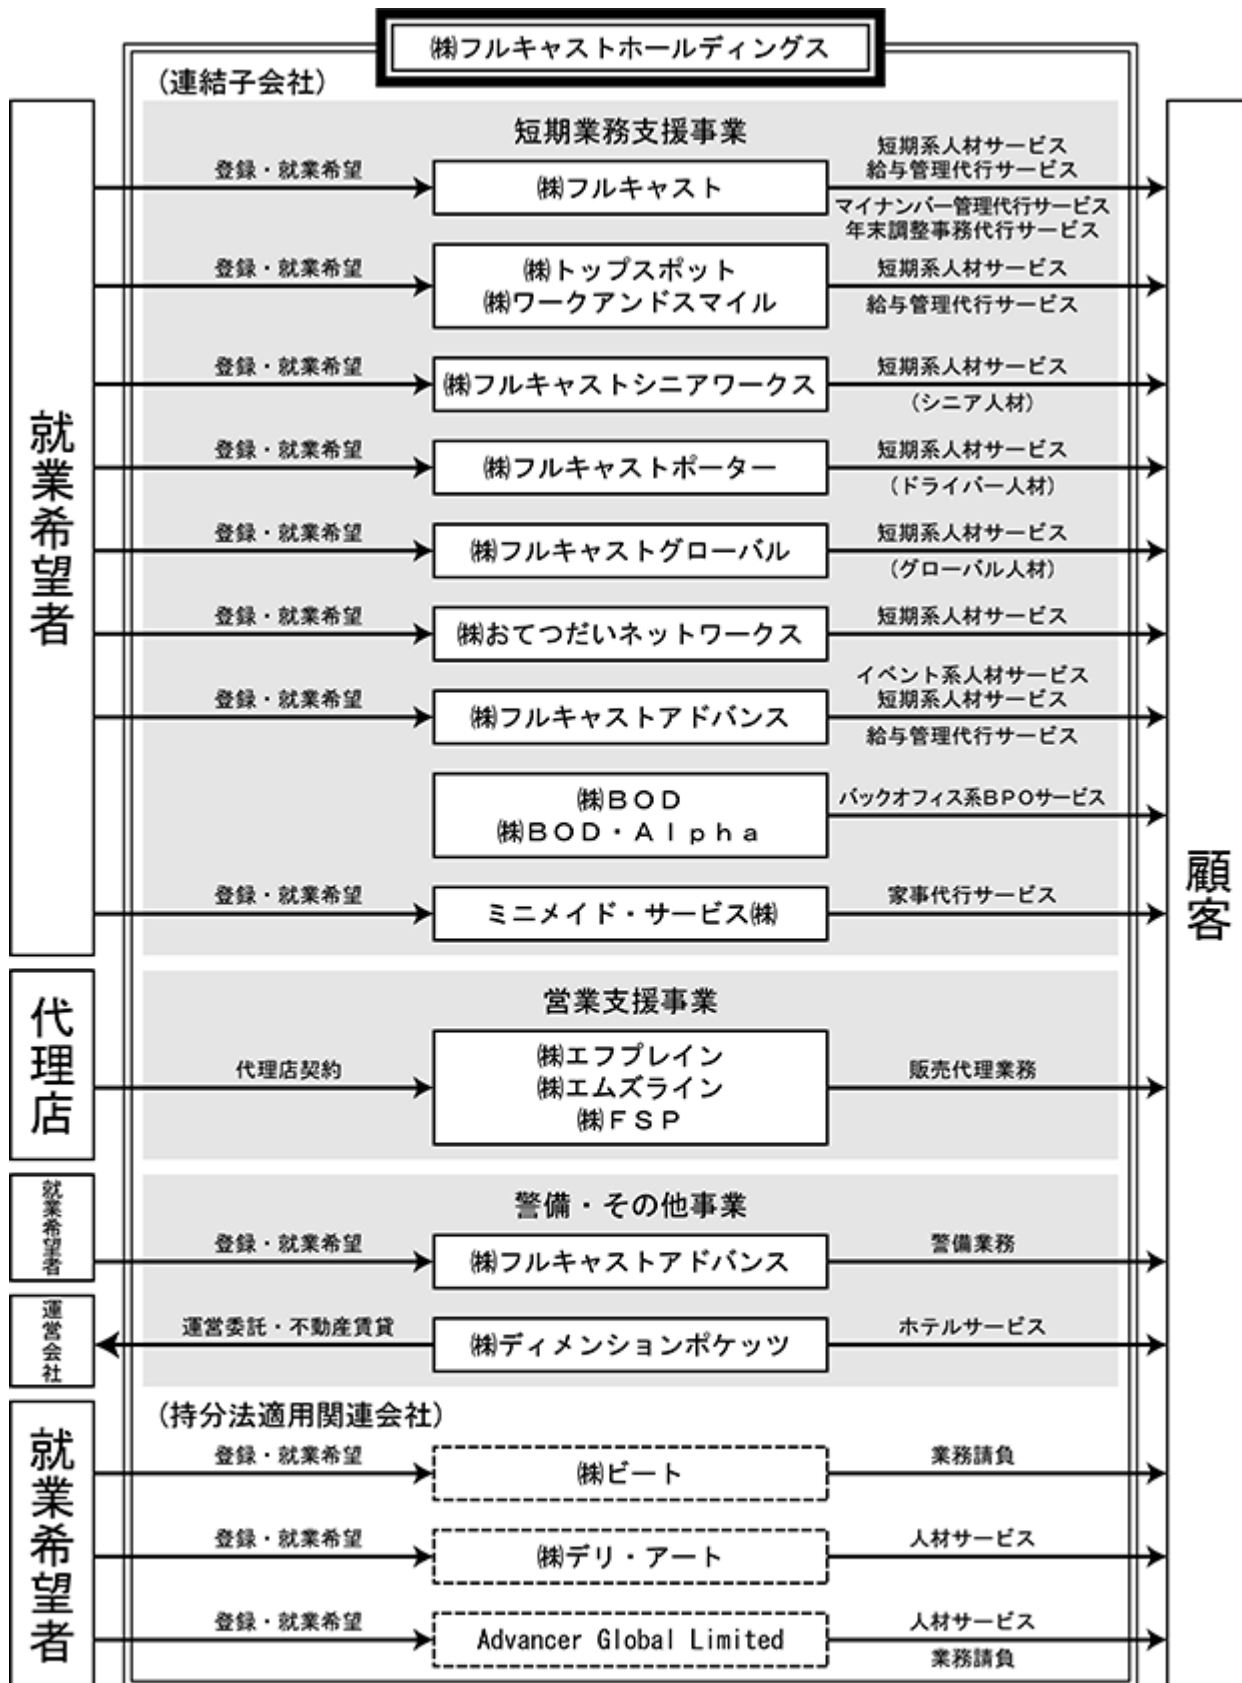 ㈱フルキャストホールディングス
（連結子会社）
就業希望者
顧客
短期業務支援事業
登録・就業希望
㈱フルキャスト
短期系人材サービス
給与管理代行サービス
マイナンバー管理代行サービス
年末調整事務代行サービス
登録・就業希望
㈱トップスポット
㈱ワークアンドスマイル
短期系人材サービス
給与管理代行サービス
登録・就業希望
㈱フルキャストシニアワークス
短期系人材サービス
（シニア人材）
登録・就業希望
㈱フルキャストポーター
短期系人材サービス
（ドライバー人材）
登録・就業希望
㈱フルキャストグローバル
短期系人材サービス
（グローバル人材）
登録・就業希望
㈱おてつだいネットワークス
短期系人材サービス
登録・就業希望
㈱フルキャストアドバンス
イベント系人材サービス
短期系人材サービス
給与管理代行サービス
㈱ＢＯＤ
㈱ＢＯＤ・Ａｌｐｈａ
バックオフィス系ＢＰＯサービス
登録・就業希望
ミニメイド・サービス㈱
家事代行サービス
代理店
営業支援事業
代理店契約
㈱エフプレイン
㈱エムズライン
㈱ＦＳＰ
販売代理業務
就業希望者
警備・その他事業
登録・就業希望
㈱フルキャストアドバンス
警備業務
運営会社
運営委託・不動産賃貸
㈱ディメンションポケッツ
ホテルサービス
（持分法適用関連会社）
就業希望者
登録・就業希望
㈱ビート
業務請負
登録・就業希望
㈱デリ・アート
人材サービス
登録・就業希望
Advancer Global Limited
人材サービス
業務請負